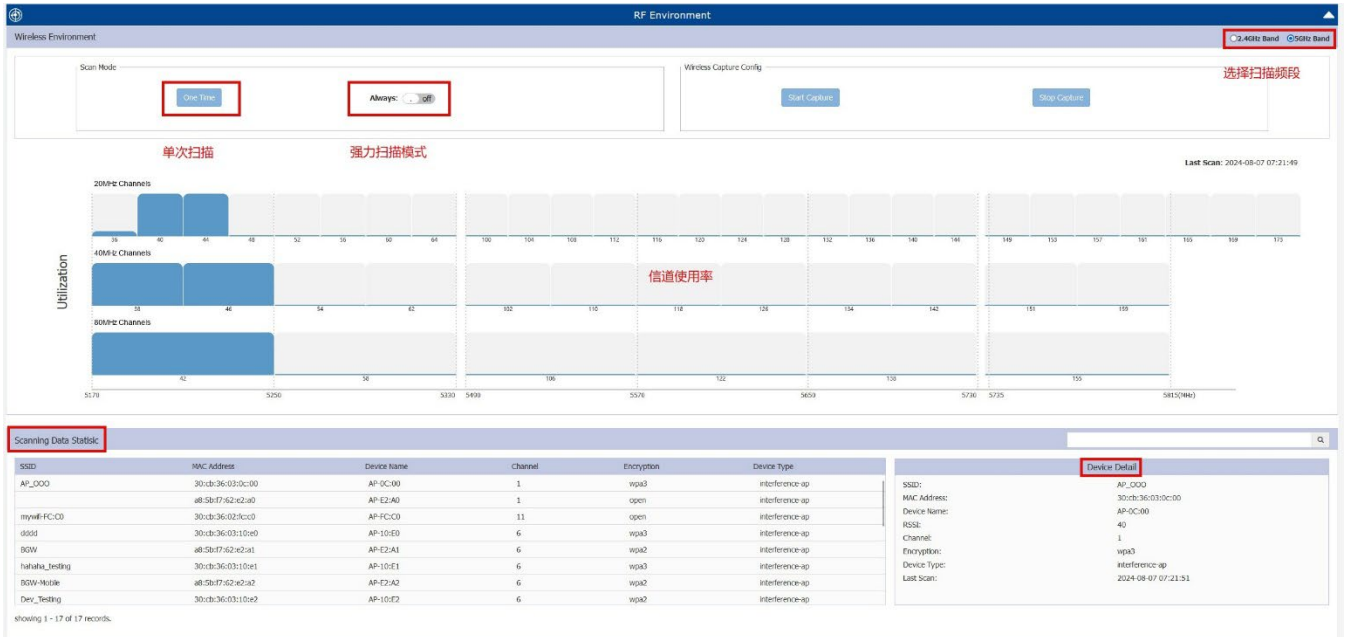 RF Environment
Wireless Environment
2.4GHz Band 5GHz Band
选择扫描频段
Scan Mode
Wireless Capture Config
One Time
Always: off
Start Capture
Stop Capture
单次扫描
强力扫描模式
Last Scan: 2024-08-07 07:21:49
Utilization
20MHz Channels
36 40 44 48 52 56 60 64 100 104 108 112 116 120 124 128 132 136 140 144 149 153 157 161 165 169 173
40MHz Channels
信道使用率
38 46 54 62 102 110 118 126 134 142 151 159
80MHz Channels
42 58 106 122 138 155
5170 5250 5330 5490 5570 5650 5730 5735 5815(MHz)
Scanning Data Statisic
SSID MAC Address Device Name Channel Encryption Device Type
AP_OOO 30:cb:36:03:0c:00 AP-0C:00 1 wpa3 interference-ap
a8:5b:f7:62:e2:a0 AP-E2:A0 1 open interference-ap
mywifi-FC:C0 30:cb:36:02:fc:c0 AP-FC:C0 11 open interference-ap
dddd 30:cb:36:03:10:e0 AP-10:E0 6 wpa3 interference-ap
BGW a8:5b:f7:62:e2:a1 AP-E2:A1 6 wpa2 interference-ap
hahaha_testing 30:cb:36:03:10:e1 AP-10:E1 6 wpa3 interference-ap
BGW-Mobile a8:5b:f7:62:e2:a2 AP-E2:A2 6 wpa2 interference-ap
Dev_Testing 30:cb:36:03:10:e2 AP-10:E2 6 wpa2 interference-ap
showing 1 - 17 of 17 records.
Device Detail
SSID: AP_OOO
MAC Address: 30:cb:36:03:0c:00
Device Name: AP-0C:00
RSSI: 40
Channel: 1
Encryption: wpa3
Device Type: interference-ap
Last Scan: 2024-08-07 07:21:51